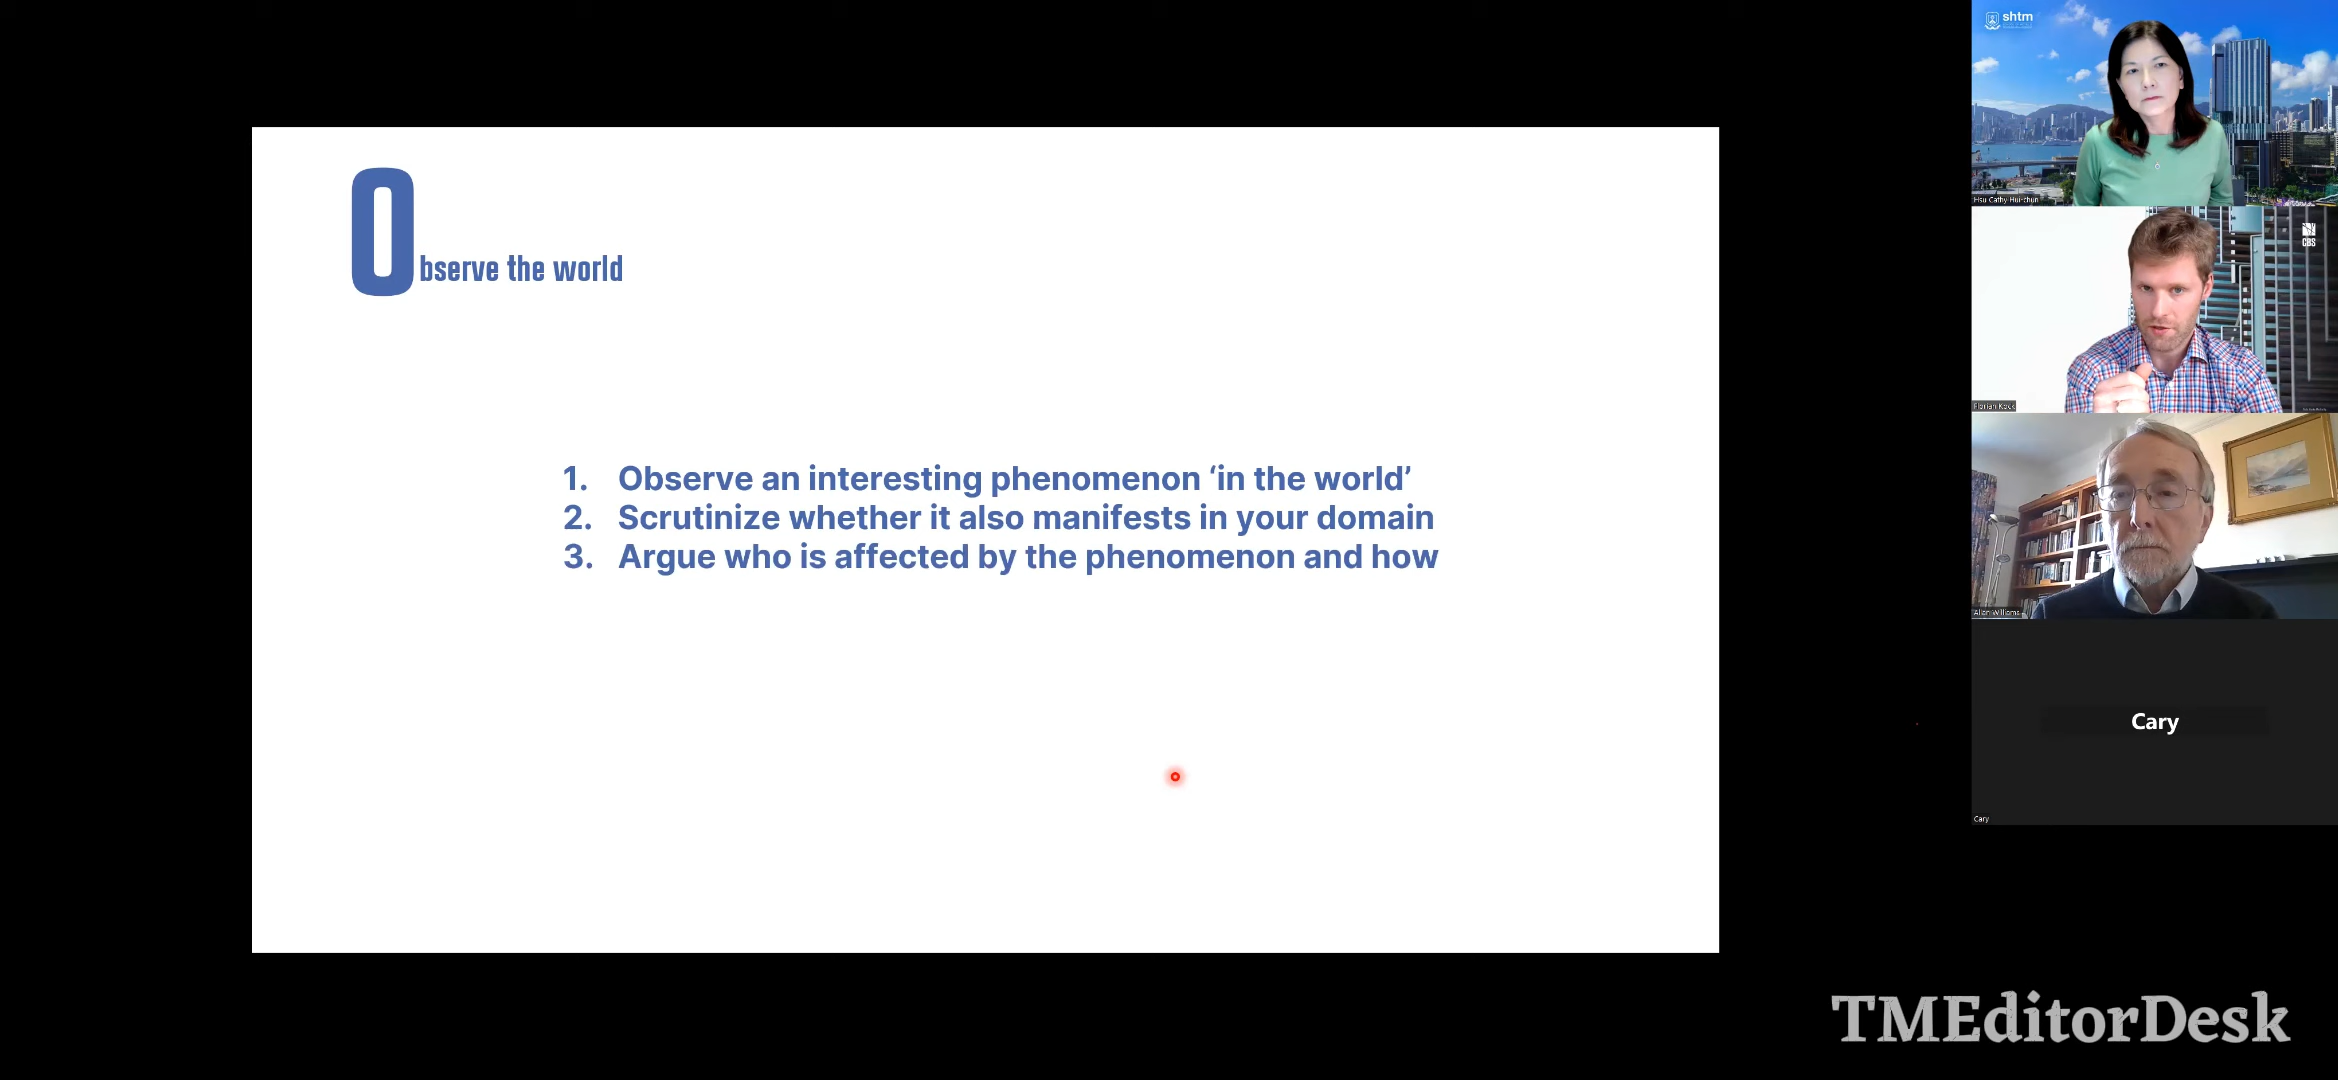 Observe the world
1. Observe an interesting phenomenon ‘in the world’
2. Scrutinize whether it also manifests in your domain
3. Argue who is affected by the phenomenon and how
shtm
Hsu Cathy Hui-chun
CBS
Florian Kock
Allan Williams
Cary
Cary
TMEditorDesk